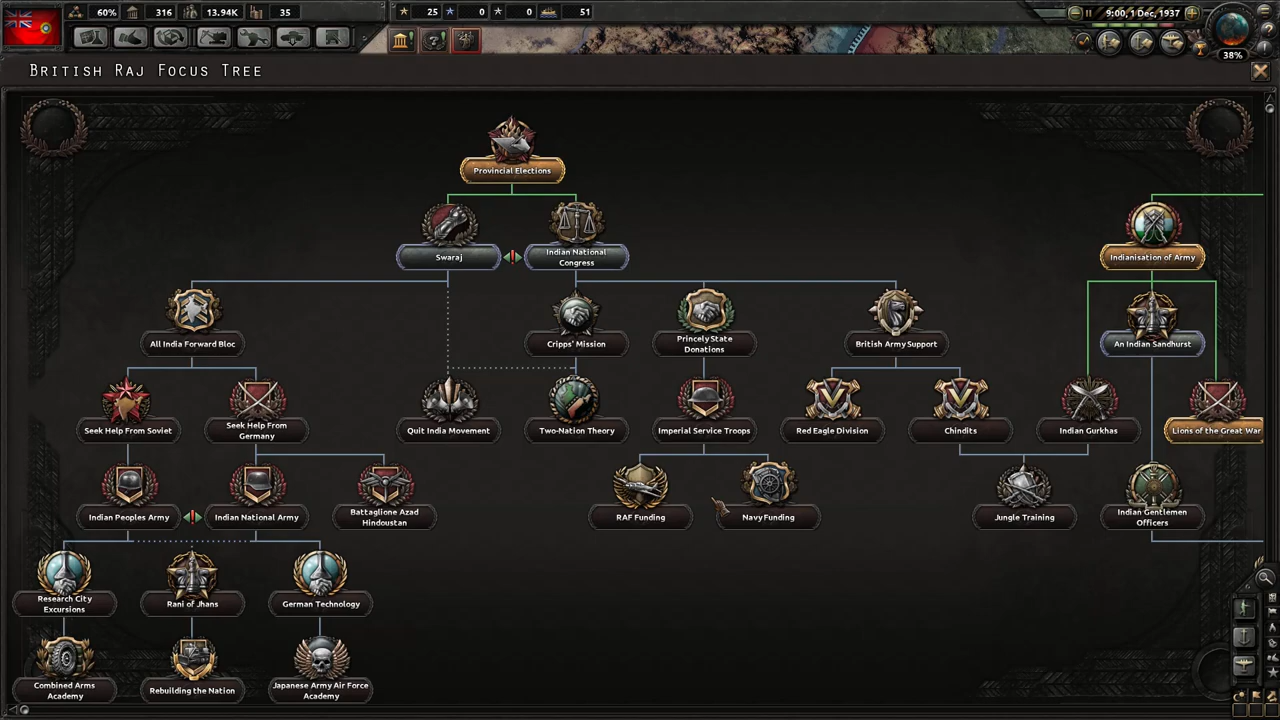 60%
316
13.94K
35
25
0
0
51
9:00, 1 Dec, 1937
38%
British Raj Focus Tree
Provincial Elections
Swaraj
Indian National
Congress
Indianisation of Army
All India Forward Bloc
Cripps' Mission
Princely State
Donations
British Army Support
An Indian Sandhurst
Seek Help From Soviet
Seek Help From
Germany
Quit India Movement
Two-Nation Theory
Imperial Service Troops
Red Eagle Division
Chindits
Indian Gurkhas
Lions of the Great War
Indian Peoples Army
Indian National Army
Battaglione Azad
Hindoustan
RAF Funding
Navy Funding
Jungle Training
Indian Gentlemen
Officers
Research City
Excursions
Rani of Jhans
German Technology
Combined Arms
Academy
Rebuilding the Nation
Japanese Army Air Force
Academy